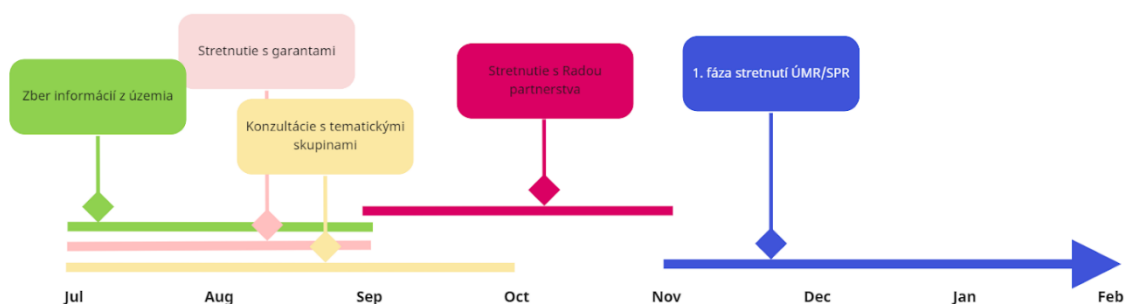 Stretnutie s garantami
Zber informácií z územia
Konzultácie s tematickými
skupinami
Stretnutie s Radou
partnerstva
1. fáza stretnutí ÚMR/SPR
Jul Aug Sep Oct Nov Dec Jan Feb